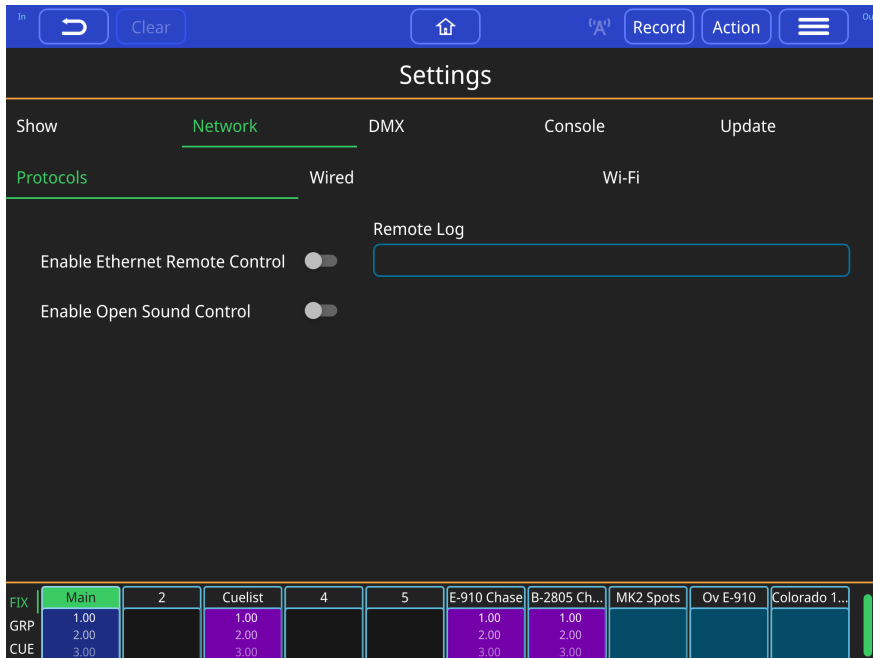 In Clear Record Action Ou
Settings
Show Network DMX Console Update
Protocols Wired Wi-Fi
Remote Log
Enable Ethernet Remote Control
Enable Open Sound Control
FIX Main 2 Cuelist 4 5 E-910 Chase B-2805 Ch... MK2 Spots Ov E-910 Colorado 1...
1.00 1.00 1.00 1.00
GRP 2.00 2.00 2.00 2.00
CUE 3.00 3.00 3.00 3.00